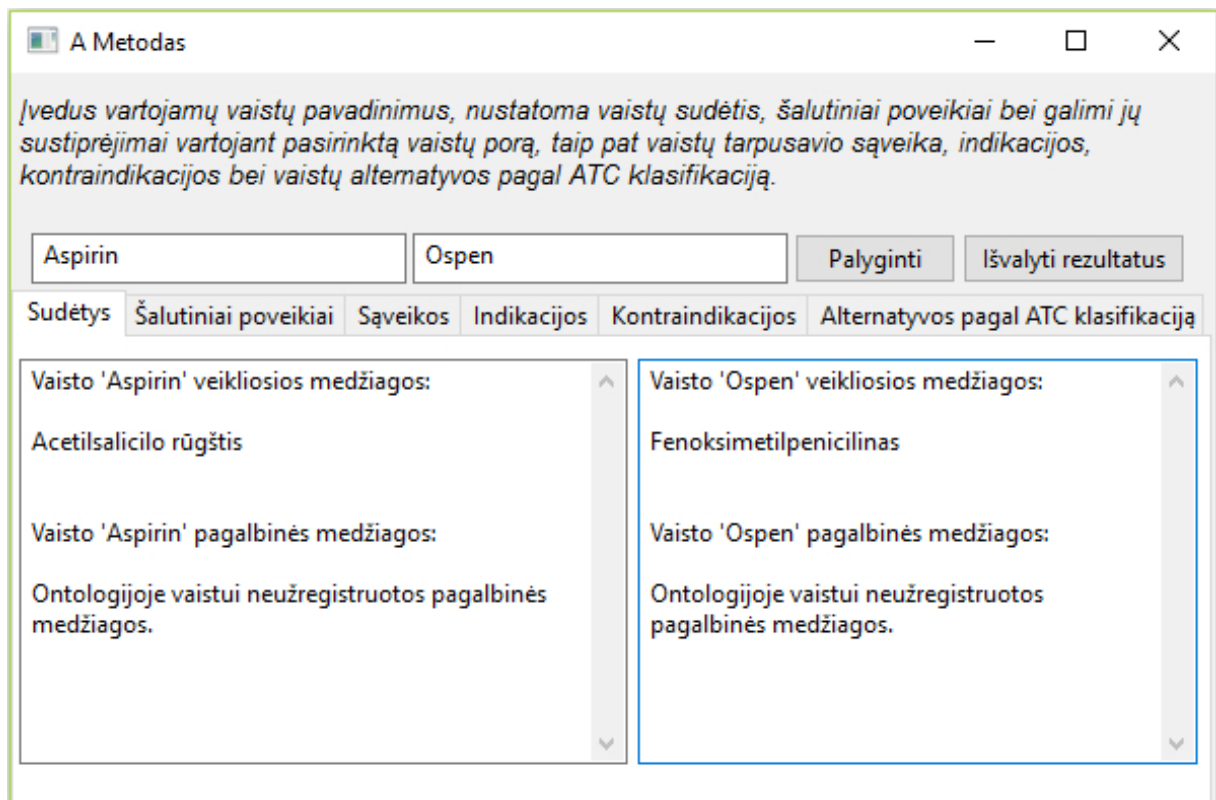 A Metodas
Įvedus vartojamų vaistų pavadinimus, nustatoma vaistų sudėtis, šalutiniai poveikiai bei galimi jų
sustiprėjimai vartojant pasirinktą vaistų porą, taip pat vaistų tarpusavio sąveika, indikacijos,
kontraindikacijos bei vaistų alternatyvos pagal ATC klasifikaciją.
Aspirin Ospen Palyginti Išvalyti rezultatus
Sudėtys Šalutiniai poveikiai Sąveikos Indikacijos Kontraindikacijos Alternatyvos pagal ATC klasifikaciją
Vaisto 'Aspirin' veikliosios medžiagos:
Acetilsalicilo rūgštis
Vaisto 'Aspirin' pagalbinės medžiagos:
Ontologijoje vaistui neužregistruotos pagalbinės
medžiagos.
Vaisto 'Ospen' veikliosios medžiagos:
Fenoksimetilpenicilinas
Vaisto 'Ospen' pagalbinės medžiagos:
Ontologijoje vaistui neužregistruotos
pagalbinės medžiagos.